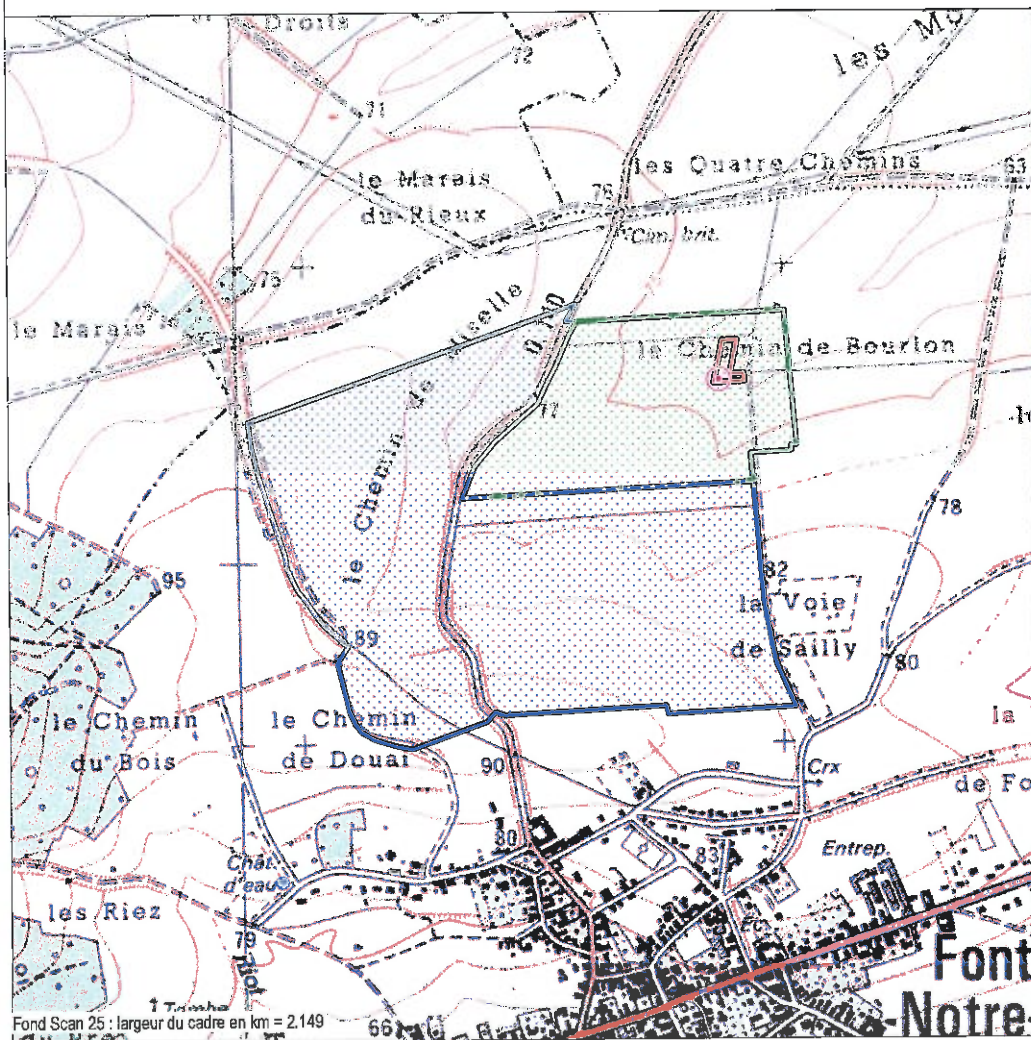 Droits
72
les
71
les Quatre Chemins
63
le Marais
du Rieux
76
Cim. brit.
75
le Marais
le Chemin de Bourlon
77
le Chemin de
78
95
82
la Voie
de Sailly
89
80
le Chemin
du Bois
le Chemin
de Douai
la
90
Crx
de Fo
80
83
Entrep.
Chât.
d'eau
les Riez
79
Font
-Notre-
66
Fond Scan 25 : largeur du cadre en km = 2.149